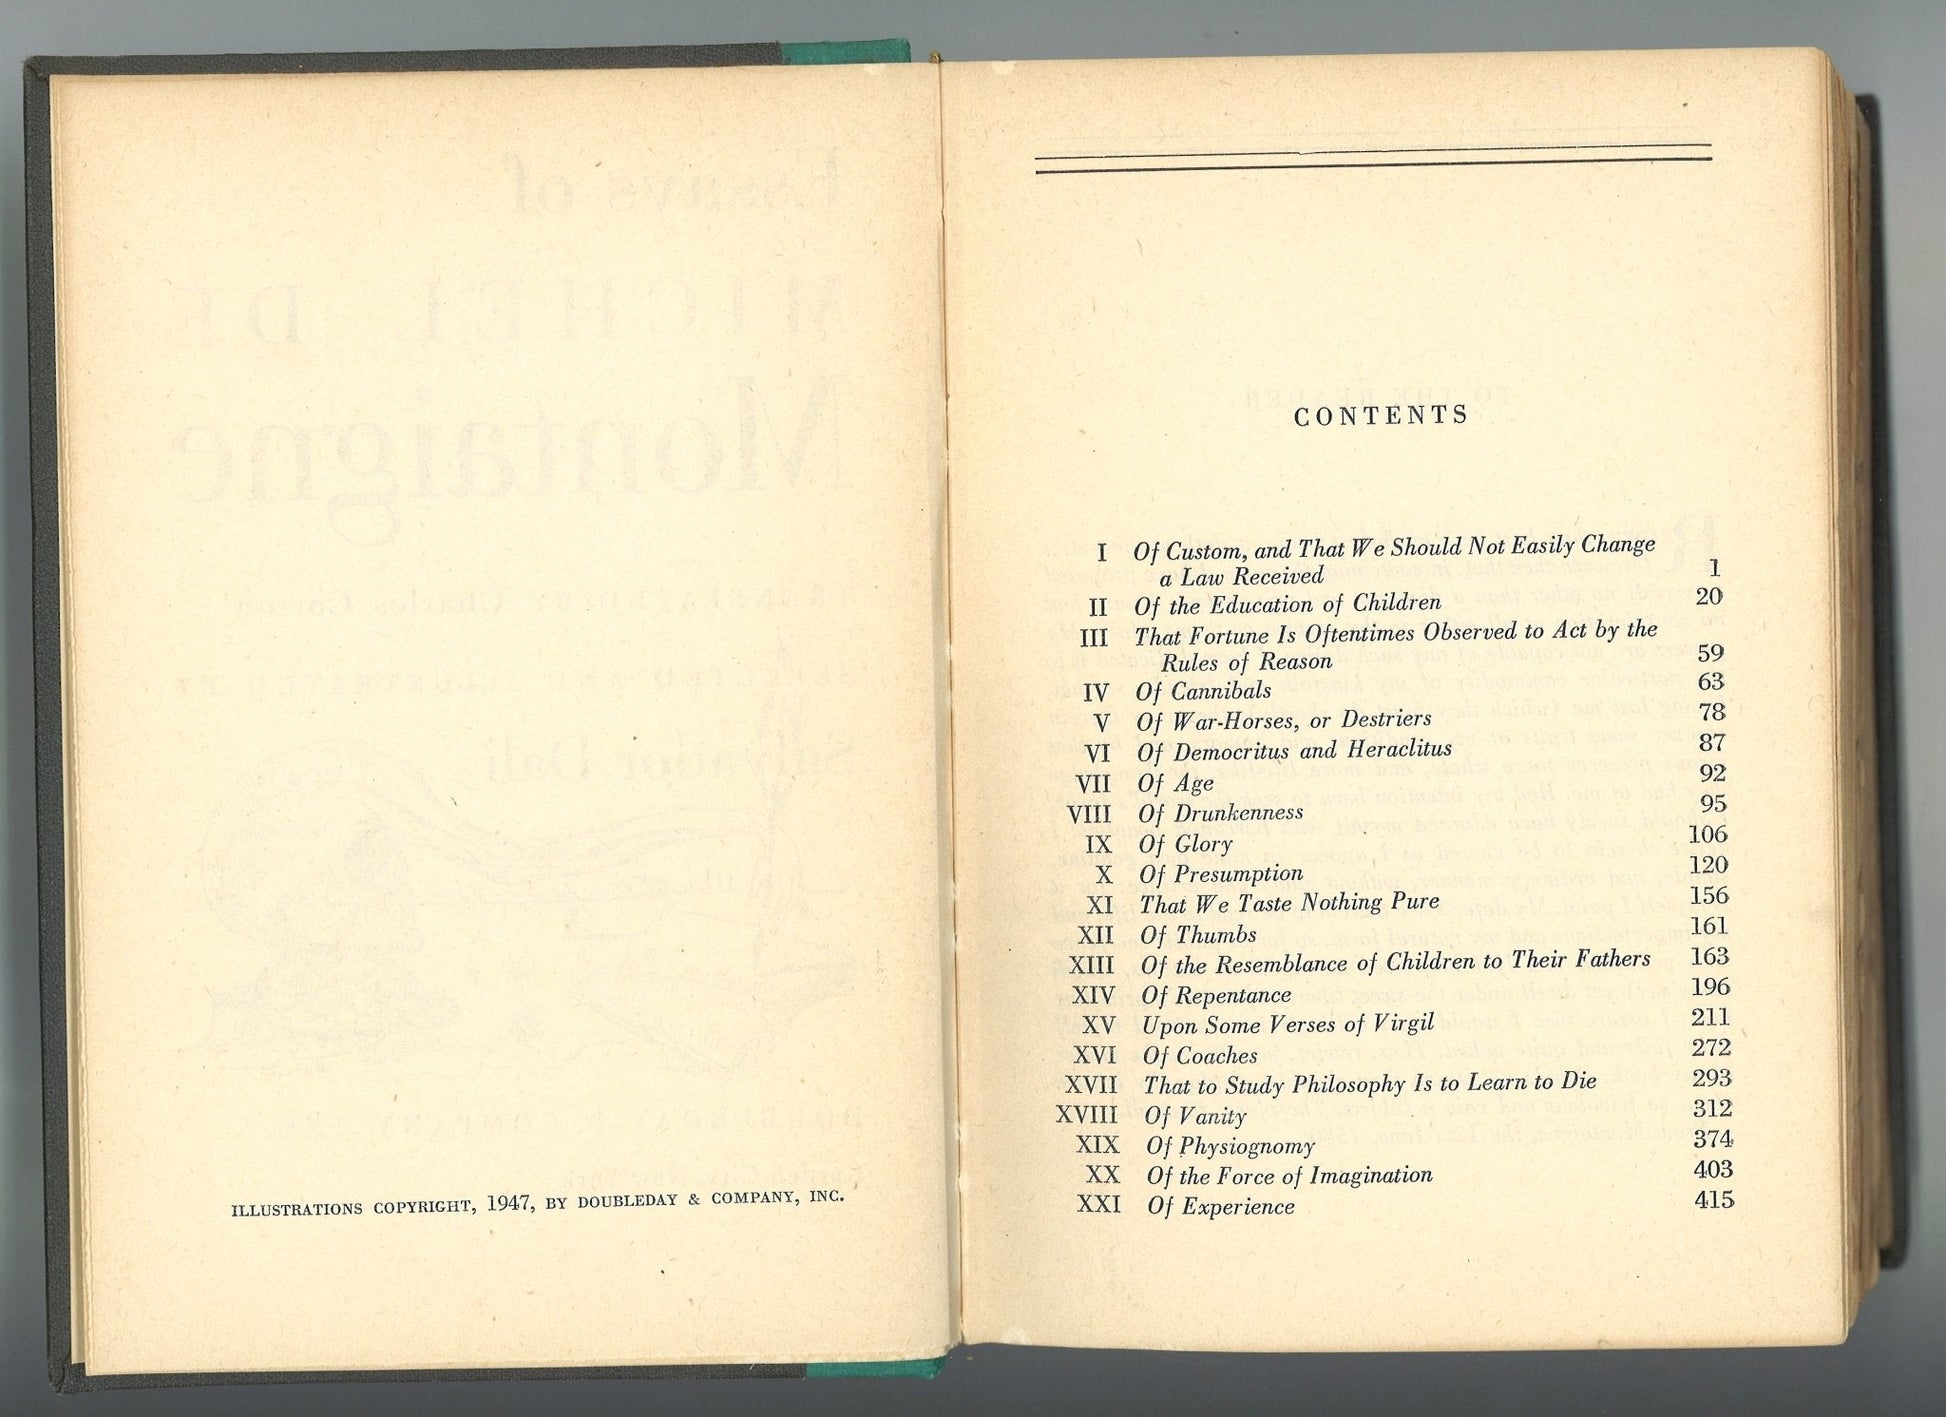 ILLUSTRATIONS COPYRIGHT, 1947, BY DOUBLEDAY & COMPANY, INC.
CONTENTS
I Of Custom, and That We Should Not Easily Change
a Law Received 1
II Of the Education of Children 20
III That Fortune Is Oftentimes Observed to Act by the
Rules of Reason 59
IV Of Cannibals 63
V Of War-Horses, or Destriers 78
VI Of Democritus and Heraclitus 87
VII Of Age 92
VIII Of Drunkenness 95
IX Of Glory 106
X Of Presumption 120
XI That We Taste Nothing Pure 156
XII Of Thumbs 161
XIII Of the Resemblance of Children to Their Fathers 163
XIV Of Repentance 196
XV Upon Some Verses of Virgil 211
XVI Of Coaches 272
XVII That to Study Philosophy Is to Learn to Die 293
XVIII Of Vanity 312
XIX Of Physiognomy 374
XX Of the Force of Imagination 403
XXI Of Experience 415